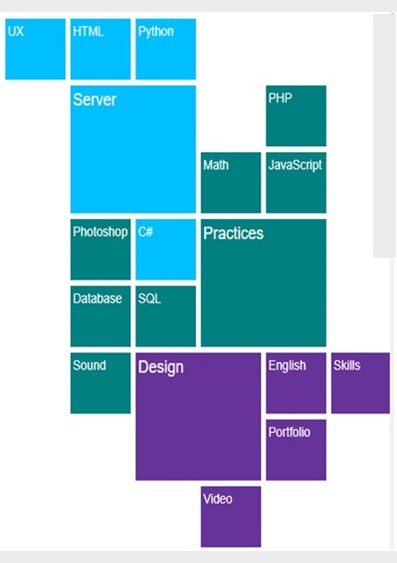 UX
HTML
Python
Server
PHP
Math
JavaScript
Photoshop
C#
Practices
Database
SQL
Sound
Design
English
Skills
Portfolio
Video